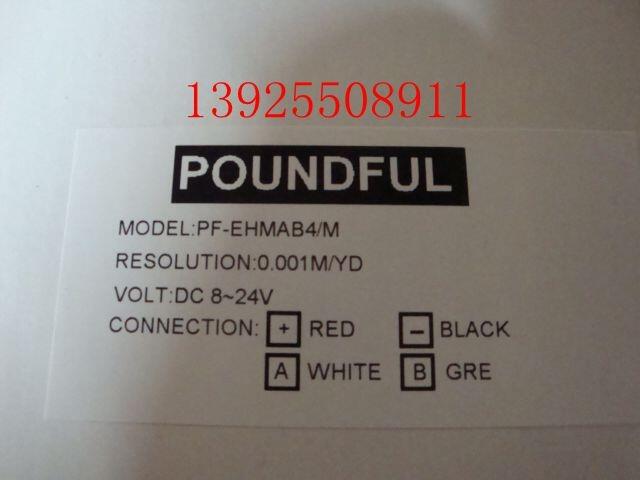 13925508911
POUNDFUL
MODEL:PF-EHMAB4/M
RESOLUTION:0.001M/YD
VOLT:DC 8~24V
CONNECTION: + RED - BLACK
A WHITE B GRE